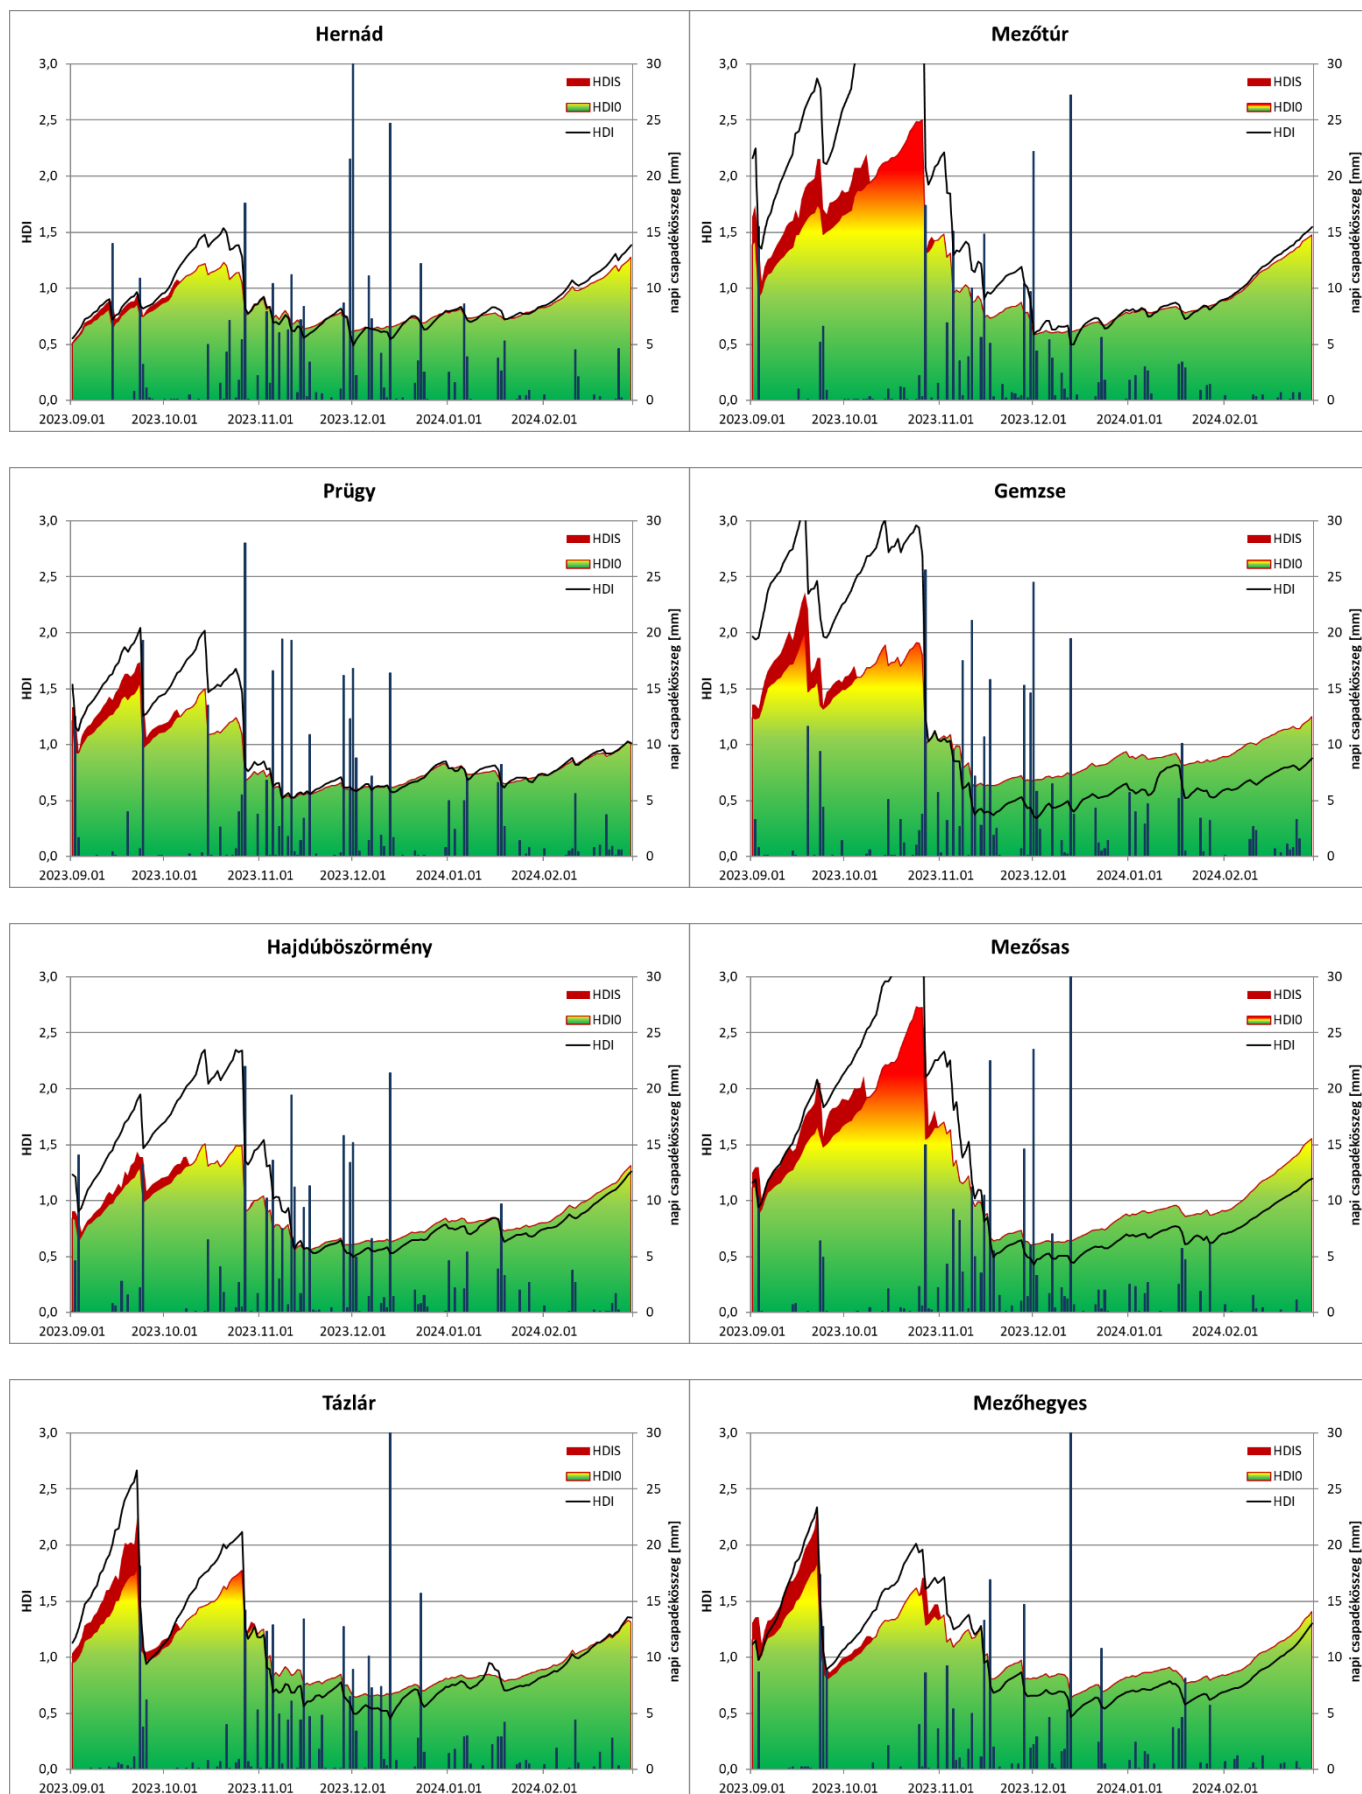 Hernád
3,0 30
HDIS
2,5 25
HDI0
HDI
2,0 20
HDI
1,5 15
napi csapadékösszeg [mm]
1,0 10
0,5 5
0,0 0
2023.09.01 2023.10.01 2023.11.01 2023.12.01 2024.01.01 2024.02.01
Mezőtúr
3,0 30
HDIS
2,5 25
HDI0
HDI
2,0 20
HDI
1,5 15
napi csapadékösszeg [mm]
1,0 10
0,5 5
0,0 0
2023.09.01 2023.10.01 2023.11.01 2023.12.01 2024.01.01 2024.02.01
Prügy
3,0 30
HDIS
2,5 25
HDI0
HDI
2,0 20
HDI
1,5 15
napi csapadékösszeg [mm]
1,0 10
0,5 5
0,0 0
2023.09.01 2023.10.01 2023.11.01 2023.12.01 2024.01.01 2024.02.01
Gemzse
3,0 30
HDIS
2,5 25
HDI0
HDI
2,0 20
HDI
1,5 15
napi csapadékösszeg [mm]
1,0 10
0,5 5
0,0 0
2023.09.01 2023.10.01 2023.11.01 2023.12.01 2024.01.01 2024.02.01
Hajdúböszörmény
3,0 30
HDIS
2,5 25
HDI0
HDI
2,0 20
HDI
1,5 15
napi csapadékösszeg [mm]
1,0 10
0,5 5
0,0 0
2023.09.01 2023.10.01 2023.11.01 2023.12.01 2024.01.01 2024.02.01
Mezősas
3,0 30
HDIS
2,5 25
HDI0
HDI
2,0 20
HDI
1,5 15
napi csapadékösszeg [mm]
1,0 10
0,5 5
0,0 0
2023.09.01 2023.10.01 2023.11.01 2023.12.01 2024.01.01 2024.02.01
Tázlár
3,0 30
HDIS
2,5 25
HDI0
HDI
2,0 20
HDI
1,5 15
napi csapadékösszeg [mm]
1,0 10
0,5 5
0,0 0
2023.09.01 2023.10.01 2023.11.01 2023.12.01 2024.01.01 2024.02.01
Mezőhegyes
3,0 30
HDIS
2,5 25
HDI0
HDI
2,0 20
HDI
1,5 15
napi csapadékösszeg [mm]
1,0 10
0,5 5
0,0 0
2023.09.01 2023.10.01 2023.11.01 2023.12.01 2024.01.01 2024.02.01